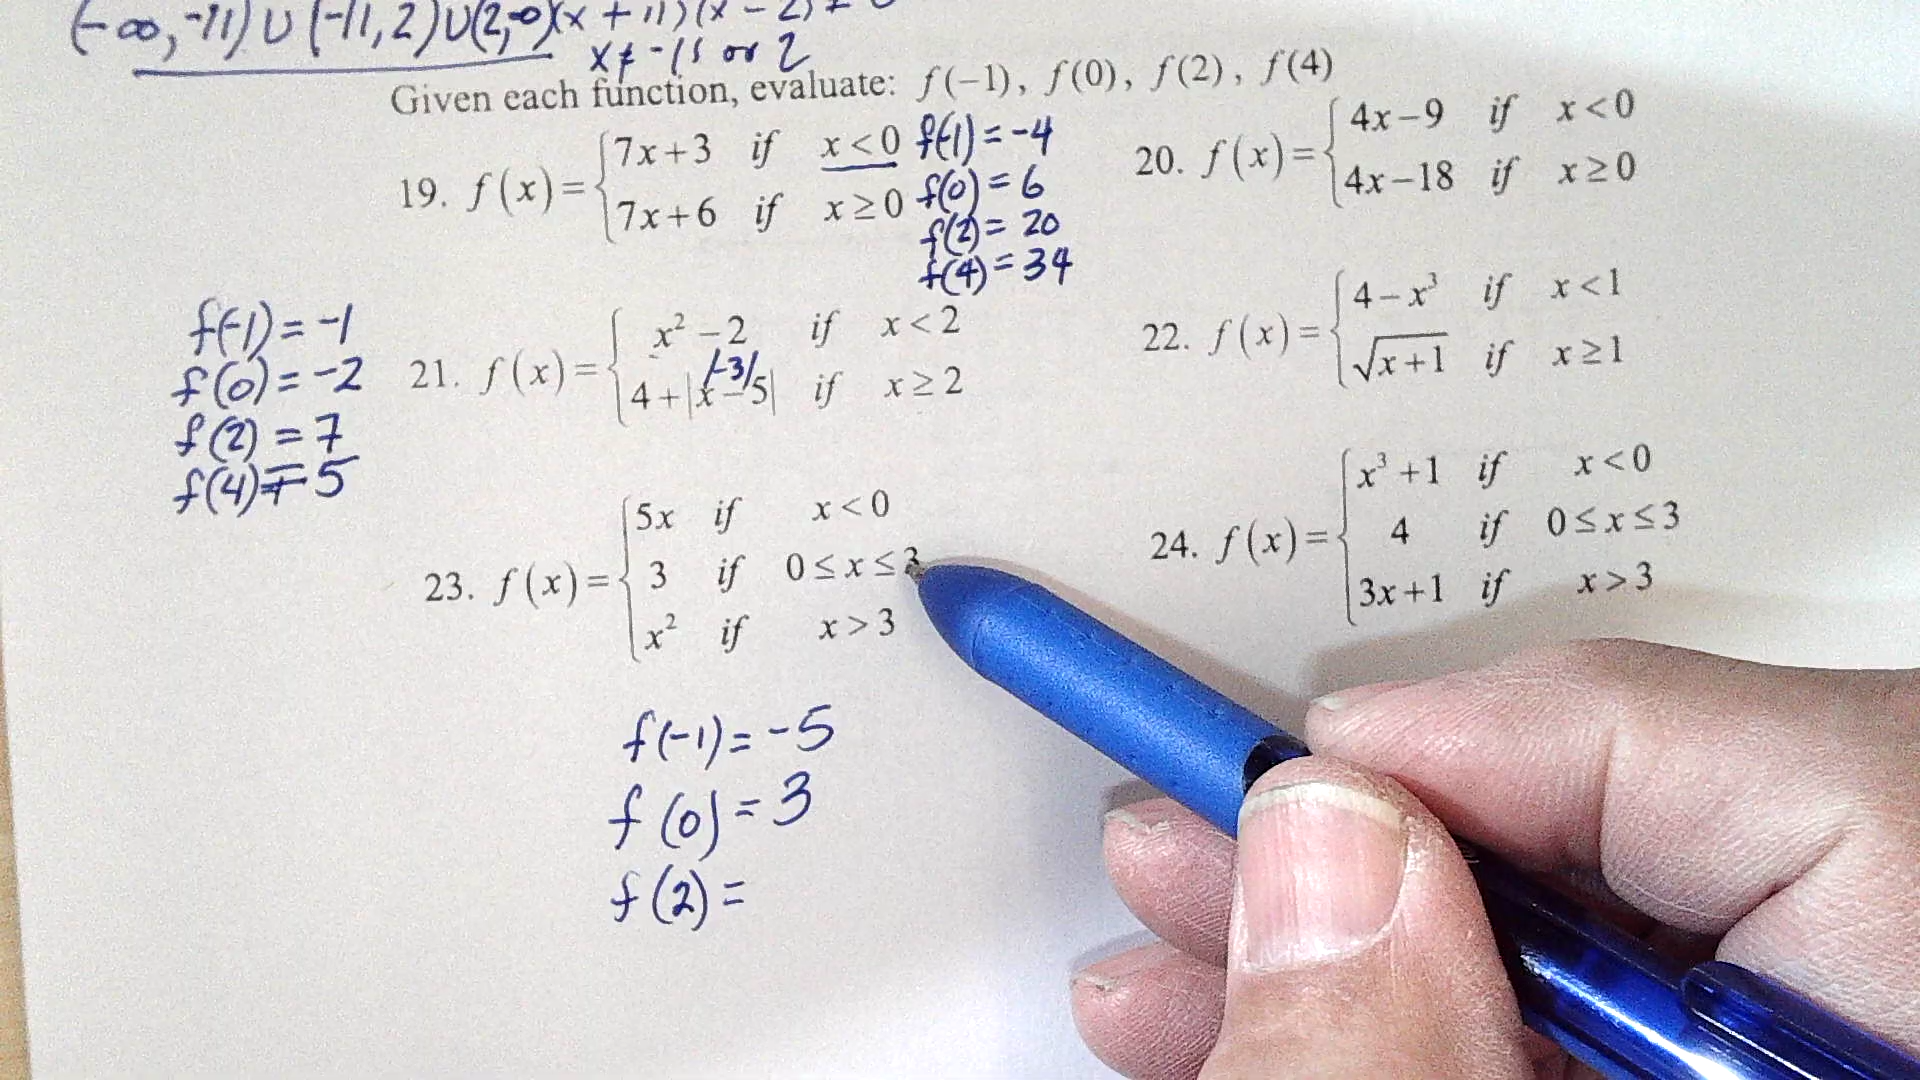 (-∞, -11) ∪ (-11, 2) ∪ (2, ∞) (x + 11)(x - 2) ≠ 0
x ≠ -11 or 2
Given each function, evaluate: f(−1), f(0), f(2), f(4)
19. f(x) = { 7x+3 if x<0
7x+6 if x≥0
f(-1) = -4
f(0) = 6
f(2) = 20
f(4) = 34
20. f(x) = { 4x−9 if x<0
4x−18 if x≥0
f(-1) = -1
f(0) = -2
f(2) = 7
f(4) = 5
21. f(x) = { x² −2 if x<2
|-3|
4+|x−5| if x≥2
22. f(x) = { 4−x³ if x<1
√x+1 if x≥1
23. f(x) = { 5x if x<0
3 if 0≤x≤3
x² if x>3
f(-1) = -5
f(0) = 3
f(2) =
24. f(x) = { x³+1 if x<0
4 if 0≤x≤3
3x+1 if x>3